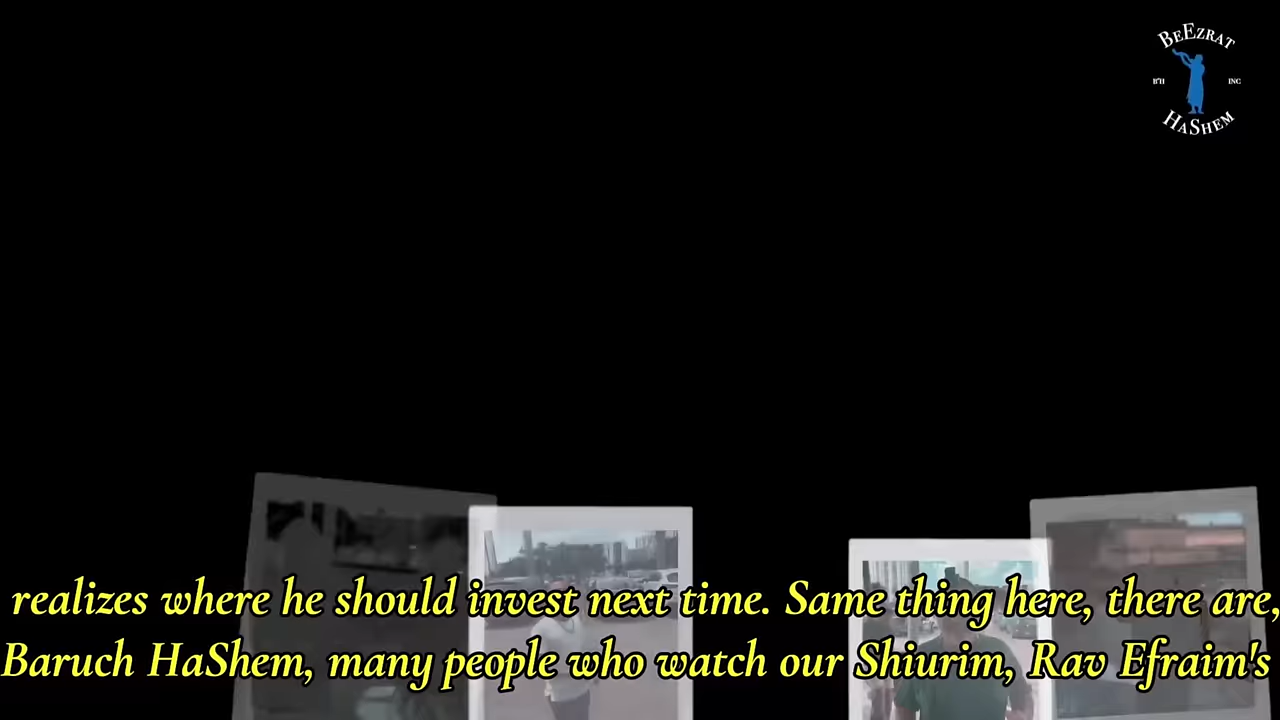 BEEZRAT
B"H
INC
HASHEM
realizes where he should invest next time. Same thing here, there are,
Baruch HaShem, many people who watch our Shiurim, Rav Efraim's